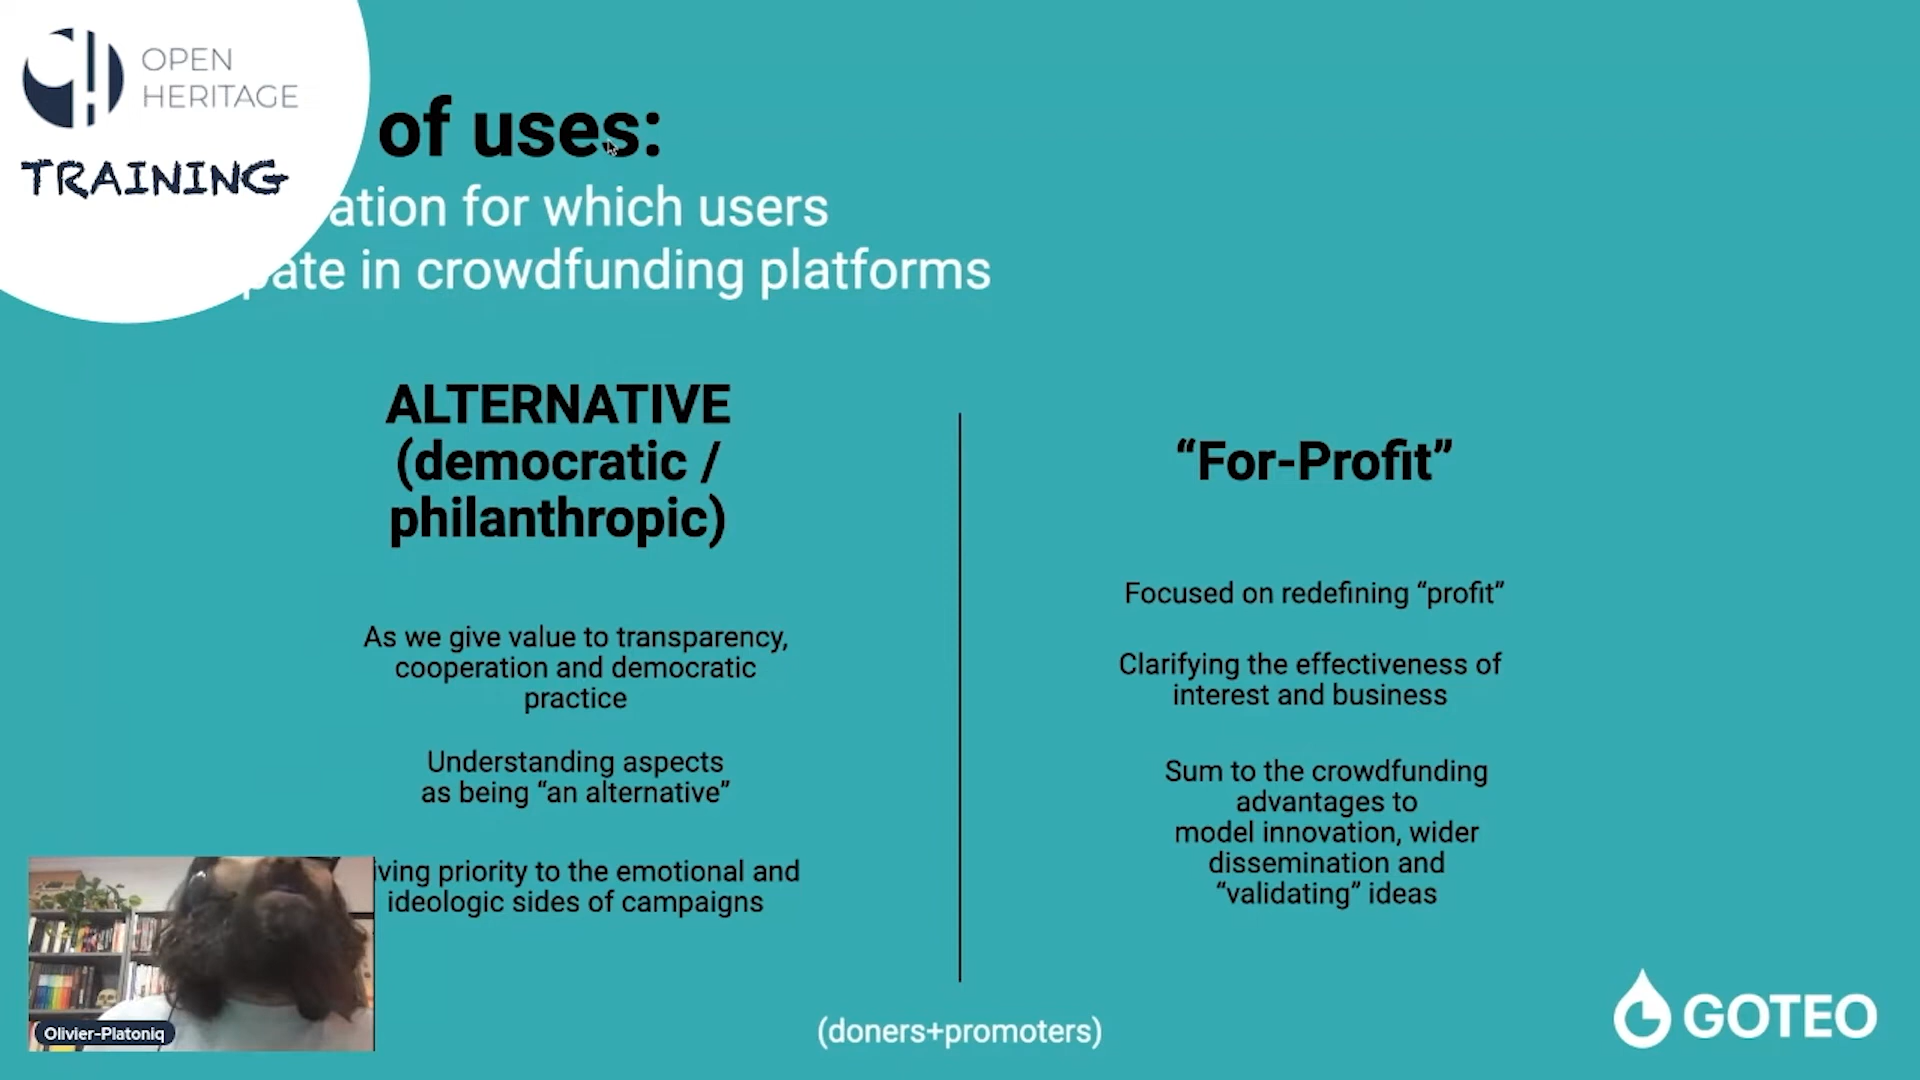 OPEN
HERITAGE
TRAINING
of uses:
ation for which users
pate in crowdfunding platforms
ALTERNATIVE
(democratic /
philanthropic)
As we give value to transparency,
cooperation and democratic
practice
Understanding aspects
as being “an alternative”
iving priority to the emotional and
ideologic sides of campaigns
“For-Profit”
Focused on redefining “profit”
Clarifying the effectiveness of
interest and business
Sum to the crowdfunding
advantages to
model innovation, wider
dissemination and
“validating” ideas
Olivier-Platoniq
(doners+promoters)
GOTEO